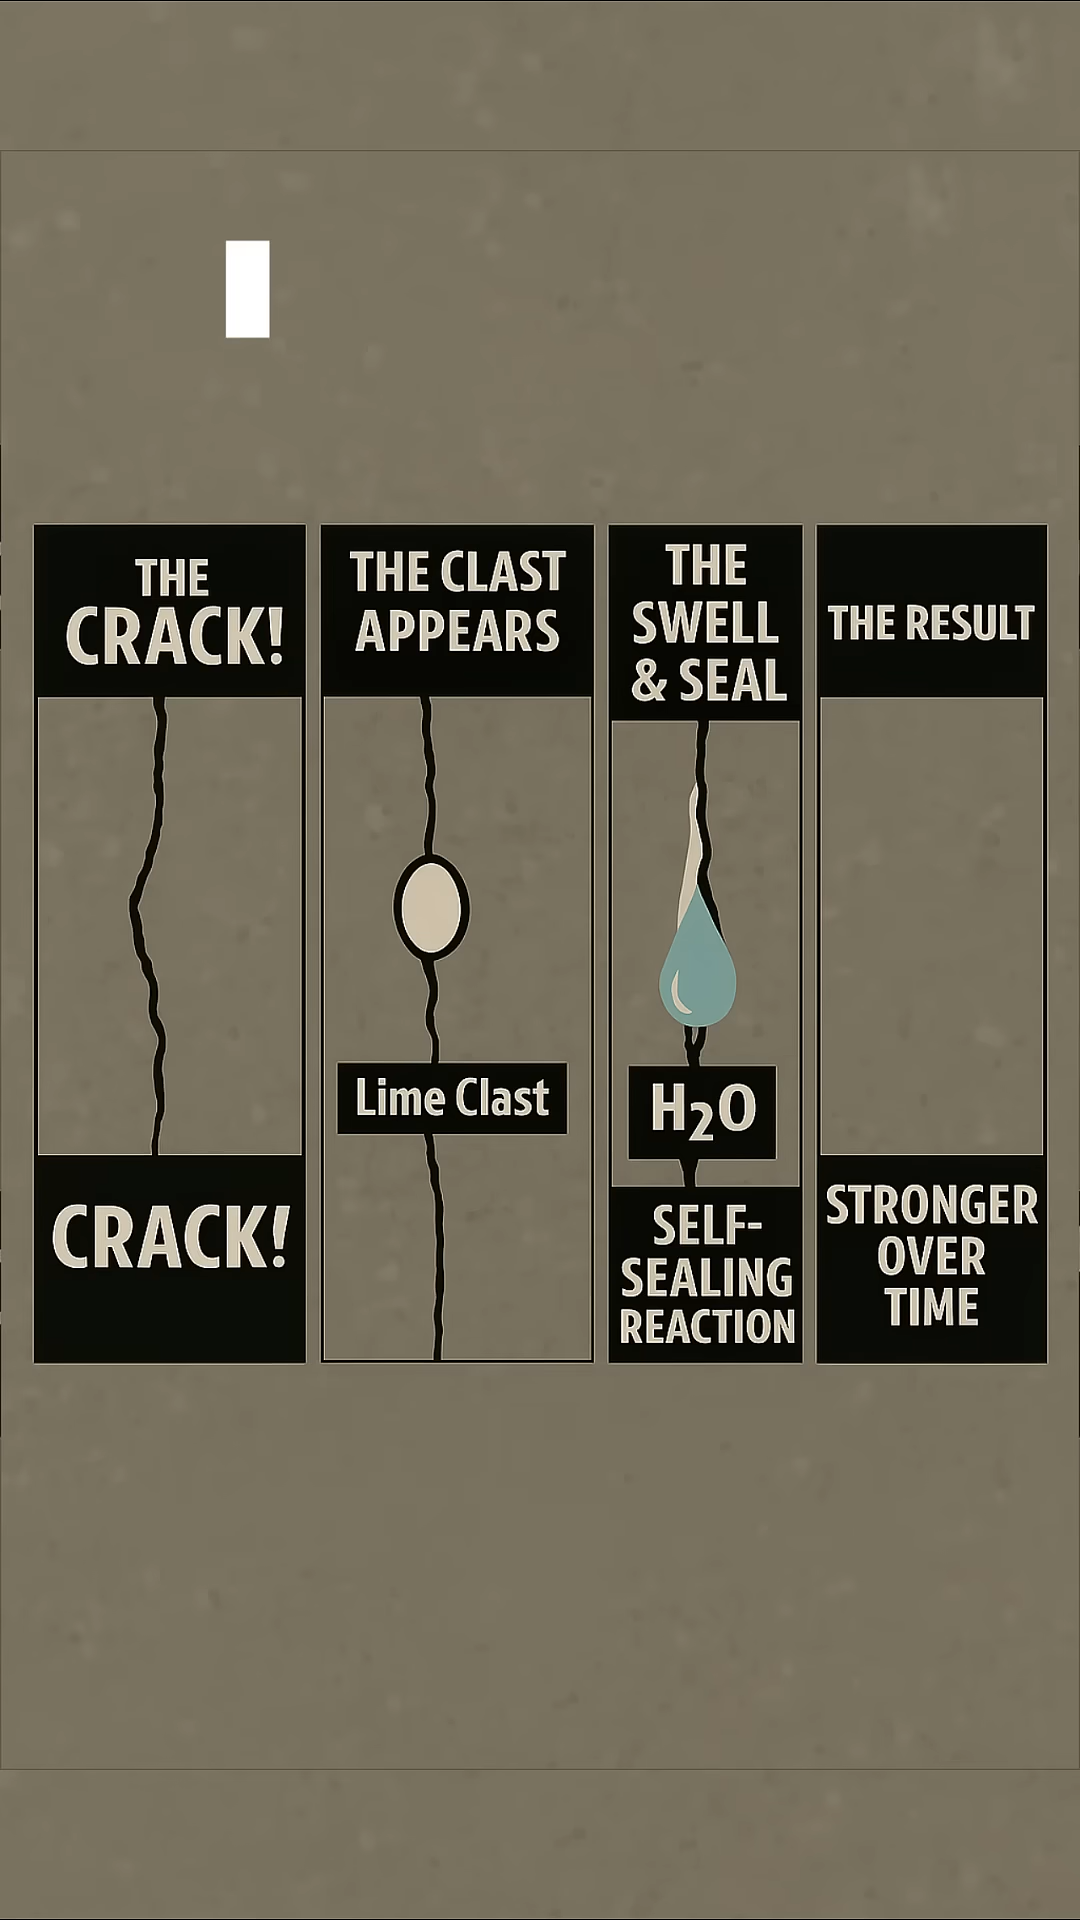 THE
CRACK!
CRACK!
THE CLAST
APPEARS
Lime Clast
THE
SWELL
& SEAL
H₂O
SELF-
SEALING
REACTION
THE RESULT
STRONGER
OVER
TIME